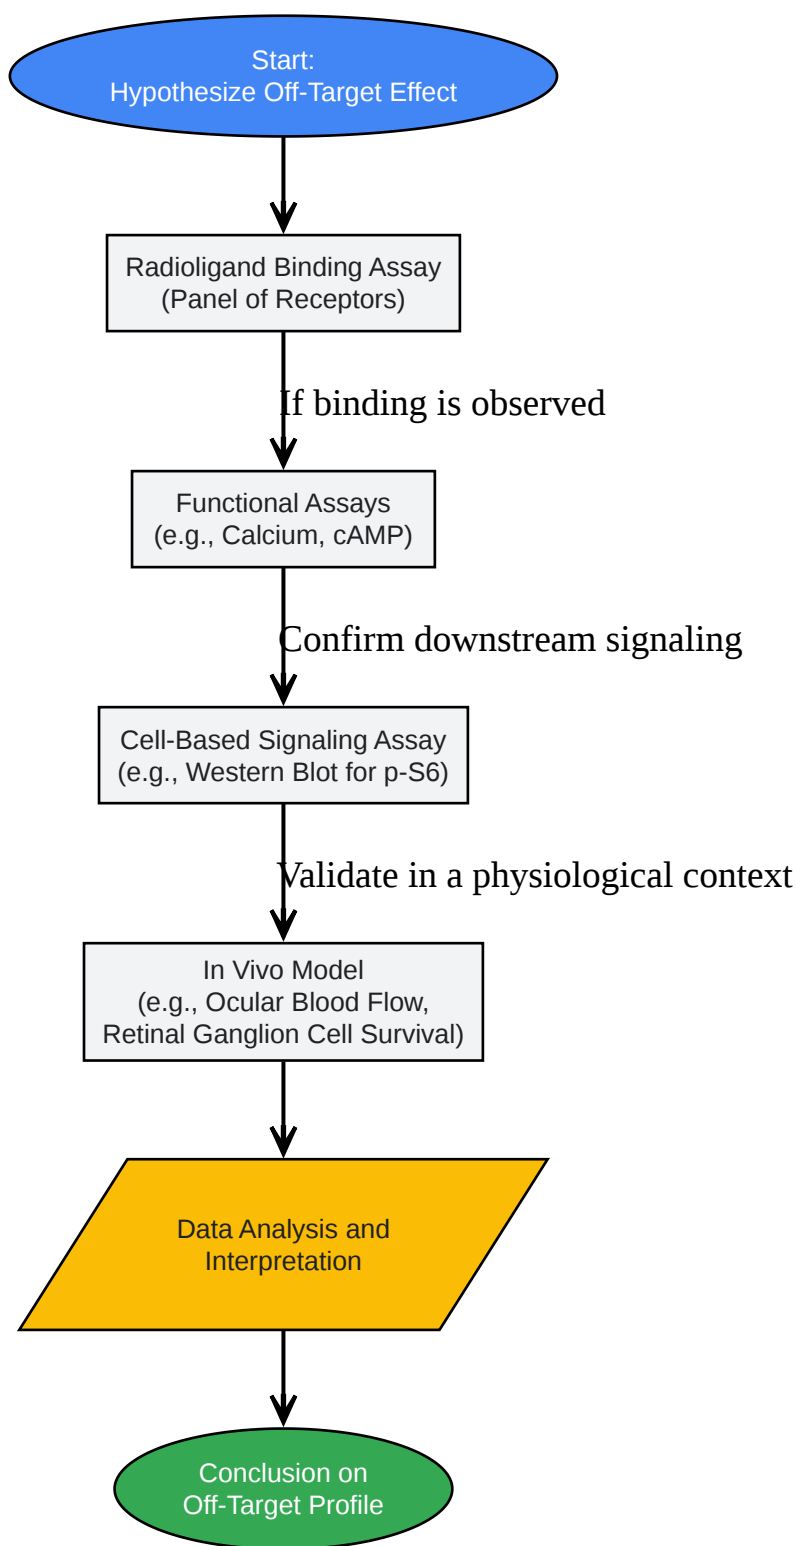 Start:
Hypothesize Off-Target Effect
Radioligand Binding Assay
(Panel of Receptors)
If binding is observed
Functional Assays
(e.g., Calcium, cAMP)
Confirm downstream signaling
Cell-Based Signaling Assay
(e.g., Western Blot for p-S6)
Validate in a physiological context
In Vivo Model
(e.g., Ocular Blood Flow,
Retinal Ganglion Cell Survival)
Data Analysis and
Interpretation
Conclusion on
Off-Target Profile